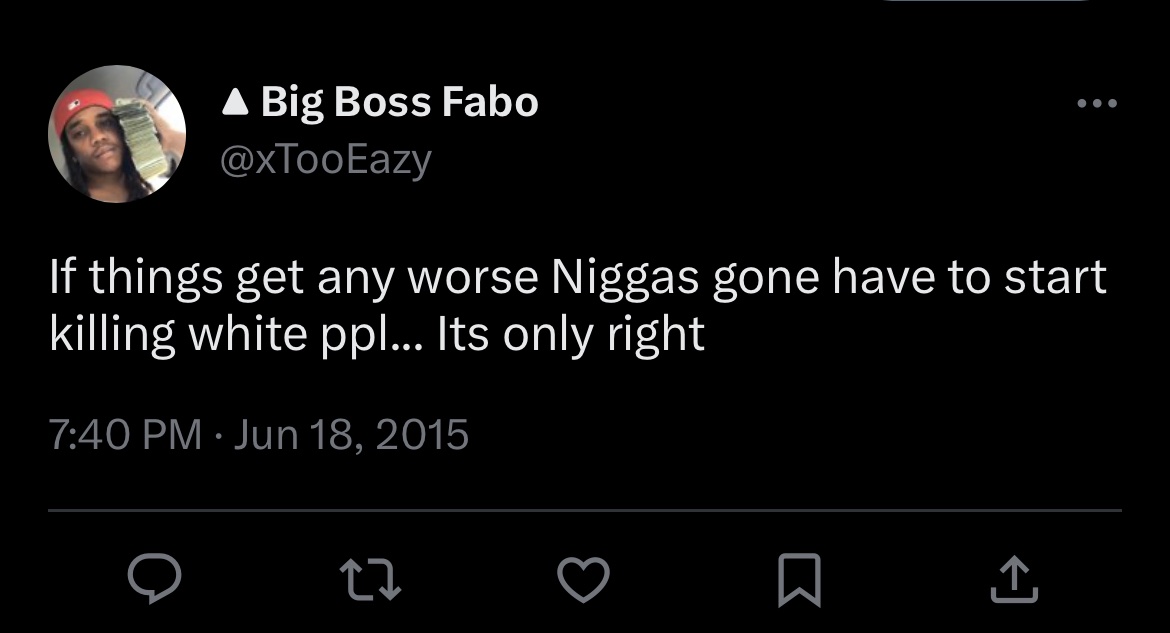 ▲ Big Boss Fabo
@xTooEazy
If things get any worse Niggas gone have to start
killing white ppl... Its only right
7:40 PM · Jun 18, 2015